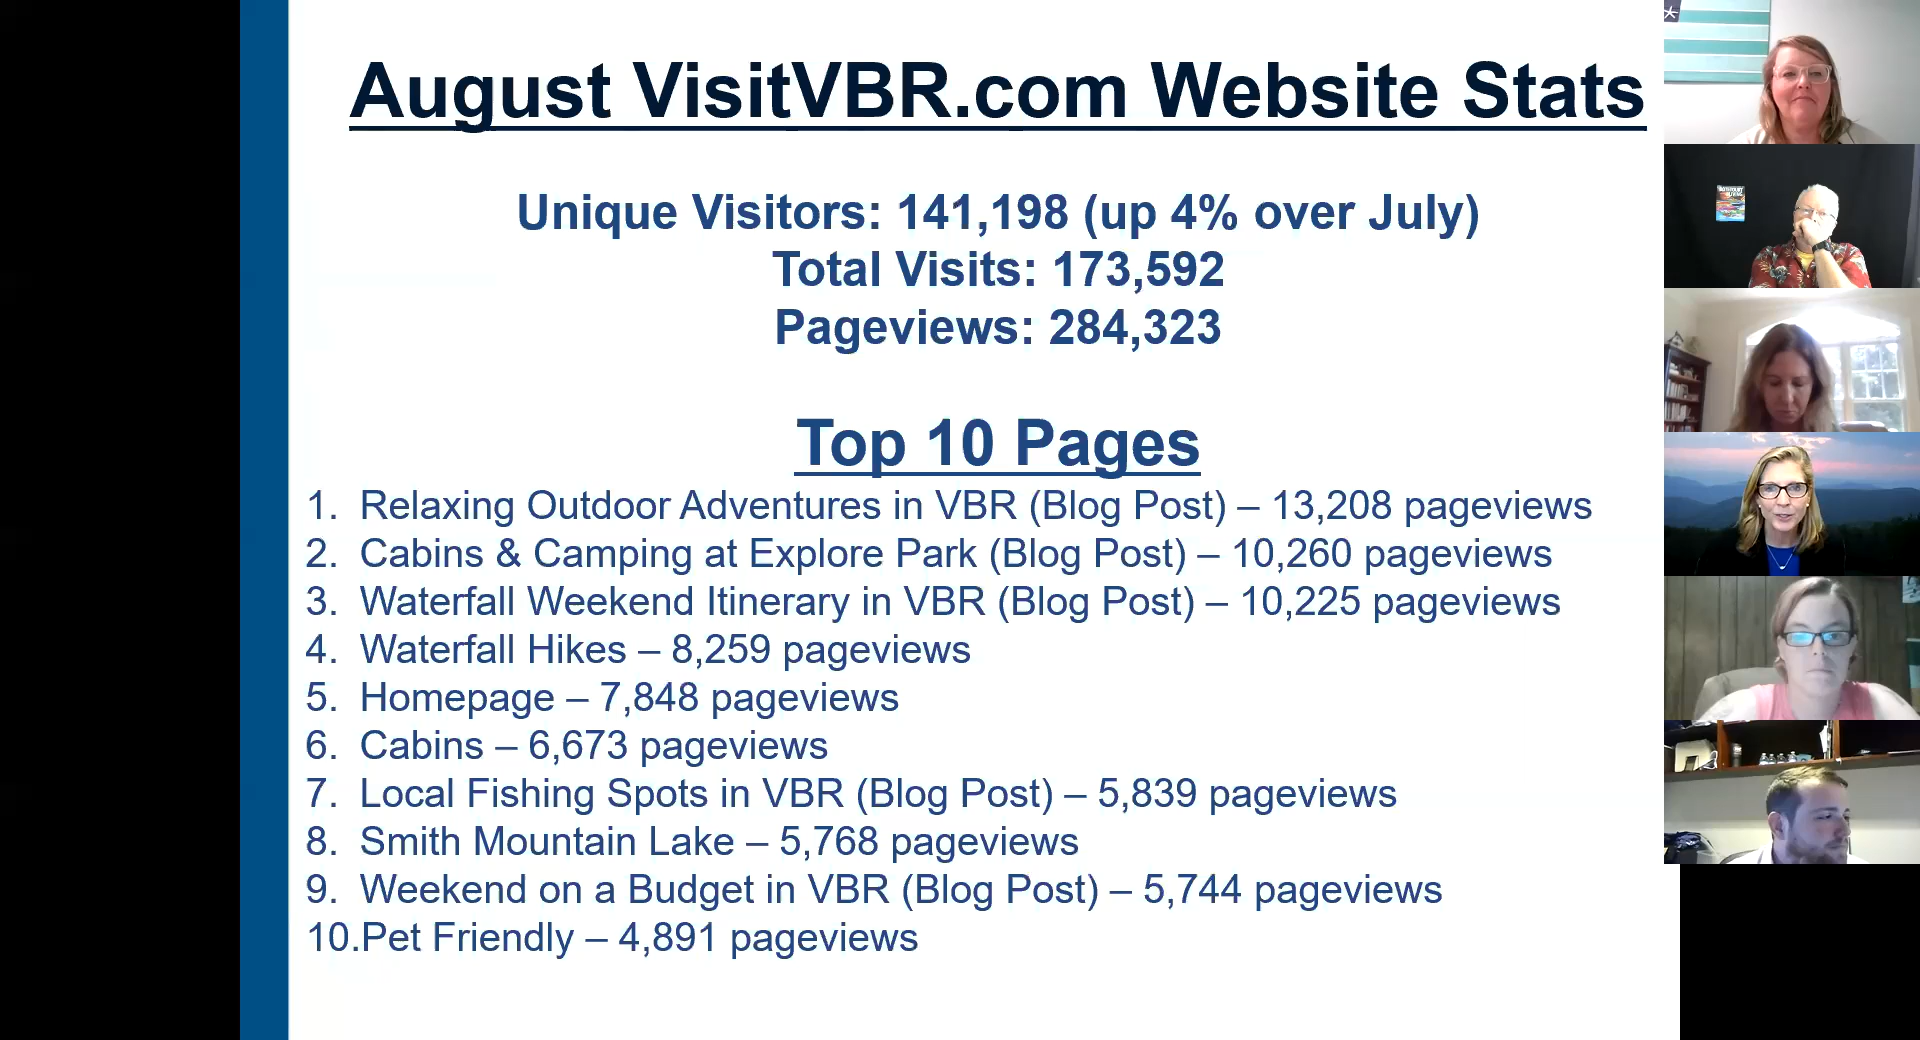 August VisitVBR.com Website Stats
Unique Visitors: 141,198 (up 4% over July)
Total Visits: 173,592
Pageviews: 284,323
Top 10 Pages
1. Relaxing Outdoor Adventures in VBR (Blog Post) – 13,208 pageviews
2. Cabins & Camping at Explore Park (Blog Post) – 10,260 pageviews
3. Waterfall Weekend Itinerary in VBR (Blog Post) – 10,225 pageviews
4. Waterfall Hikes – 8,259 pageviews
5. Homepage – 7,848 pageviews
6. Cabins – 6,673 pageviews
7. Local Fishing Spots in VBR (Blog Post) – 5,839 pageviews
8. Smith Mountain Lake – 5,768 pageviews
9. Weekend on a Budget in VBR (Blog Post) – 5,744 pageviews
10.Pet Friendly – 4,891 pageviews